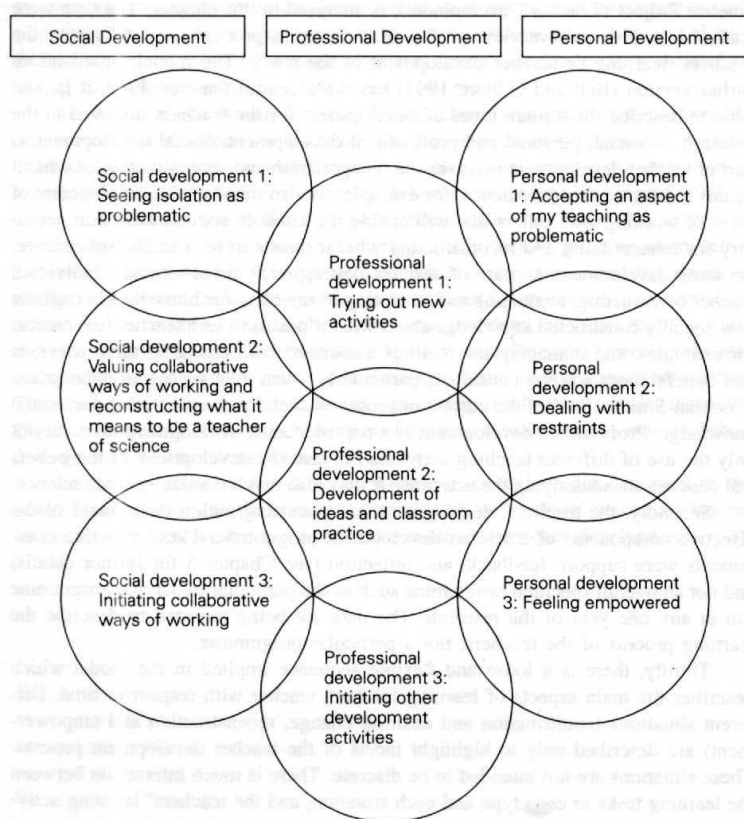 Social Development
Professional Development
Personal Development
Social development 1:
Seeing isolation as
problematic
Personal development
1: Accepting an aspect
of my teaching as
problematic
Professional
development 1:
Trying out new
activities
Social development 2:
Valuing collaborative
ways of working and
reconstructing what it
means to be a teacher
of science
Personal
development 2:
Dealing with
restraints
Professional
development 2:
Development of
ideas and classroom
practice
Social development 3:
Initiating collaborative
ways of working
Personal development
3: Feeling empowered
Professional
development 3:
Initiating other
development
activities